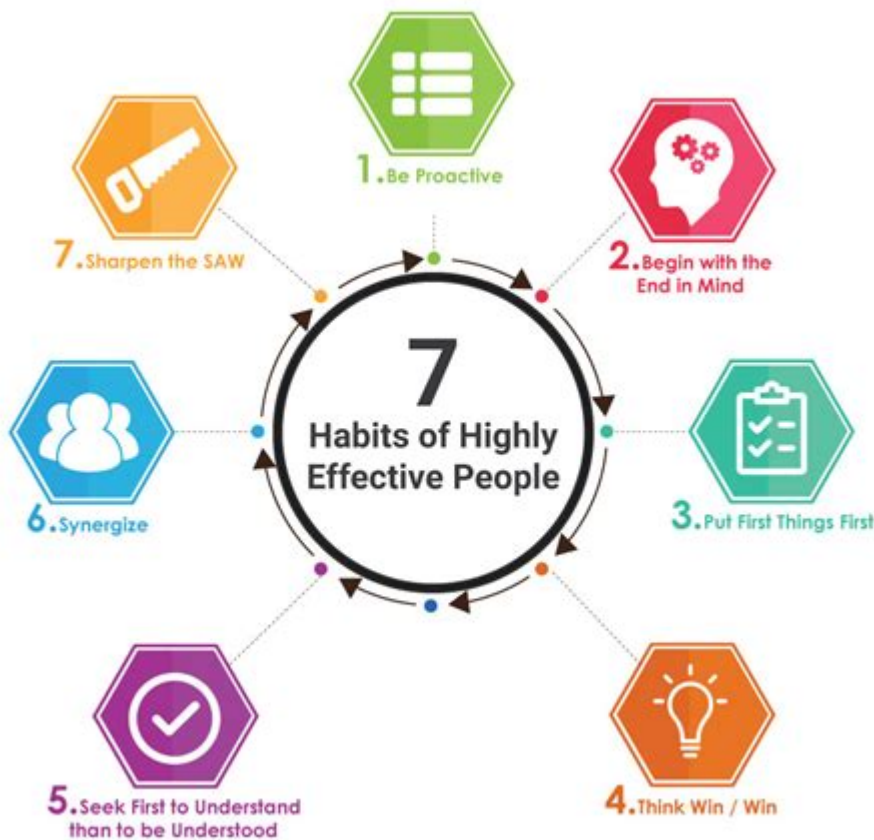 7
Habits of Highly
Effective People
1.Be Proactive
2.Begin with the
End in Mind
3.Put First Things First
4.Think Win / Win
5.Seek First to Understand
than to be Understood
6.Synergize
7.Sharpen the SAW